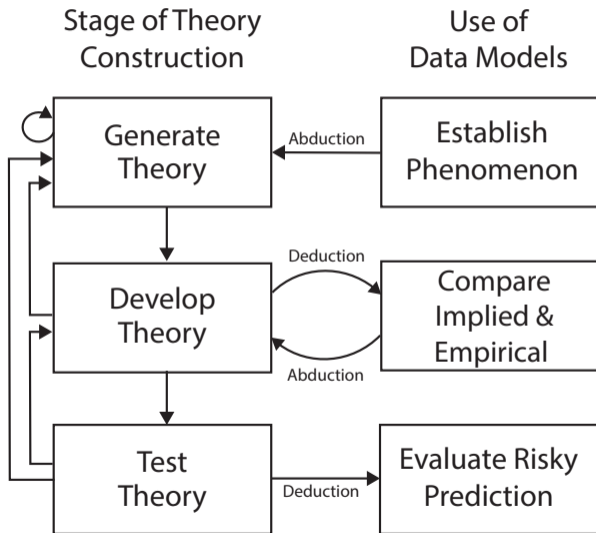 Stage of Theory
Construction
Use of
Data Models
Generate
Theory
Abduction
Establish
Phenomenon
Develop
Theory
Deduction
Abduction
Compare
Implied &
Empirical
Test
Theory
Deduction
Evaluate Risky
Prediction